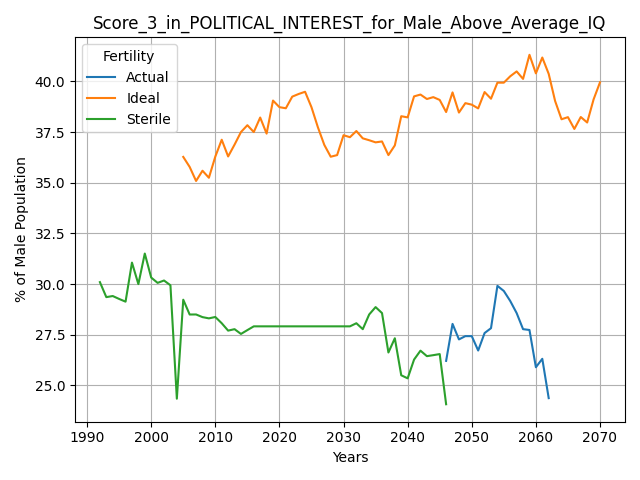 Score_3_in_POLITICAL_INTEREST_for_Male_Above_Average_IQ
Fertility
Actual
Ideal
Sterile
% of Male Population
40.0
37.5
35.0
32.5
30.0
27.5
25.0
1990 2000 2010 2020 2030 2040 2050 2060 2070
Years